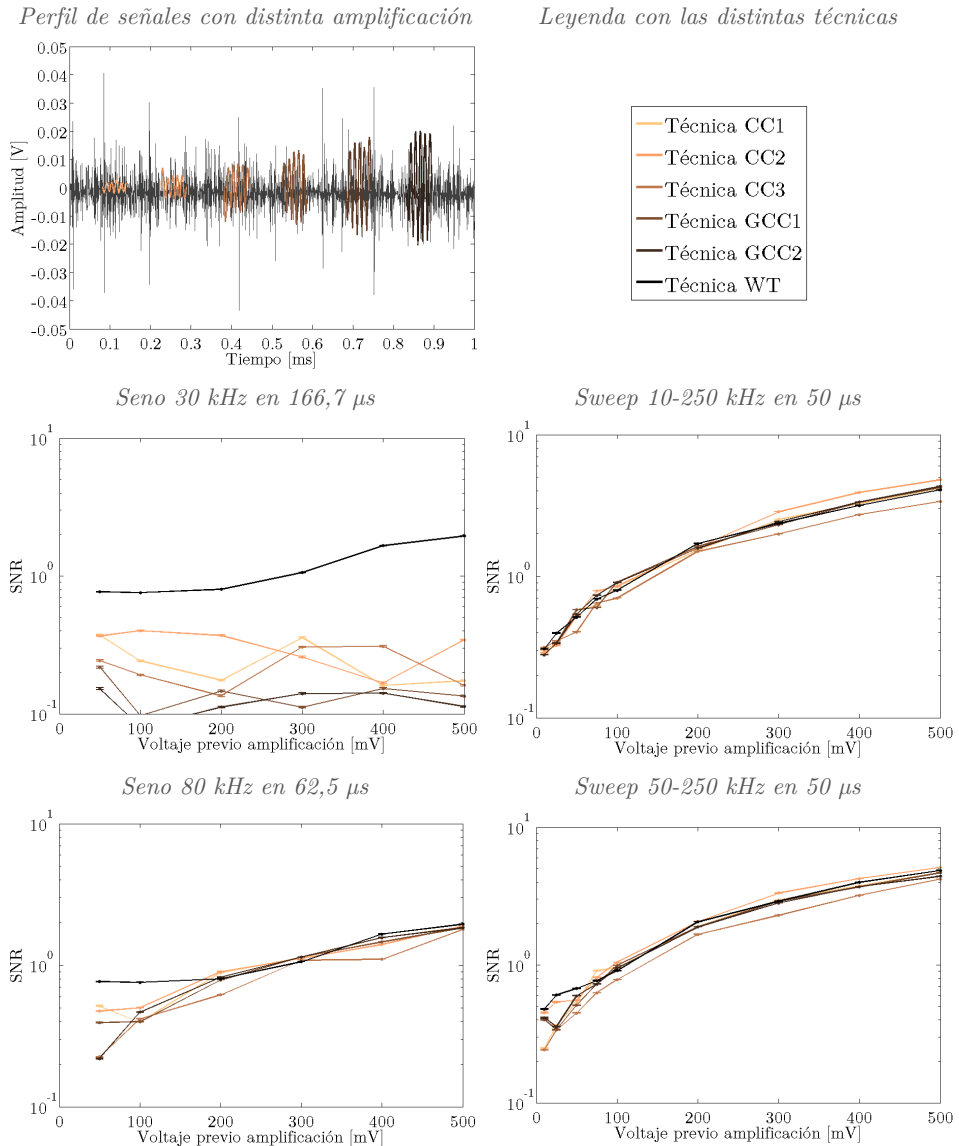 Perfil de señales con distinta amplificación
Leyenda con las distintas técnicas
0.05
0.04
0.03
0.02
0.01
0
-0.01
-0.02
-0.03
-0.04
-0.05
Amplitud [V]
0 0.1 0.2 0.3 0.4 0.5 0.6 0.7 0.8 0.9 1
Tiempo [ms]
Técnica CC1
Técnica CC2
Técnica CC3
Técnica GCC1
Técnica GCC2
Técnica WT
Seno 30 kHz en 166,7 µs
10^1
10^0
10^-1
SNR
0 100 200 300 400 500
Voltaje previo amplificación [mV]
Sweep 10-250 kHz en 50 µs
10^1
10^0
10^-1
SNR
0 100 200 300 400 500
Voltaje previo amplificación [mV]
Seno 80 kHz en 62,5 µs
10^1
10^0
10^-1
SNR
0 100 200 300 400 500
Voltaje previo amplificación [mV]
Sweep 50-250 kHz en 50 µs
10^1
10^0
10^-1
SNR
0 100 200 300 400 500
Voltaje previo amplificación [mV]